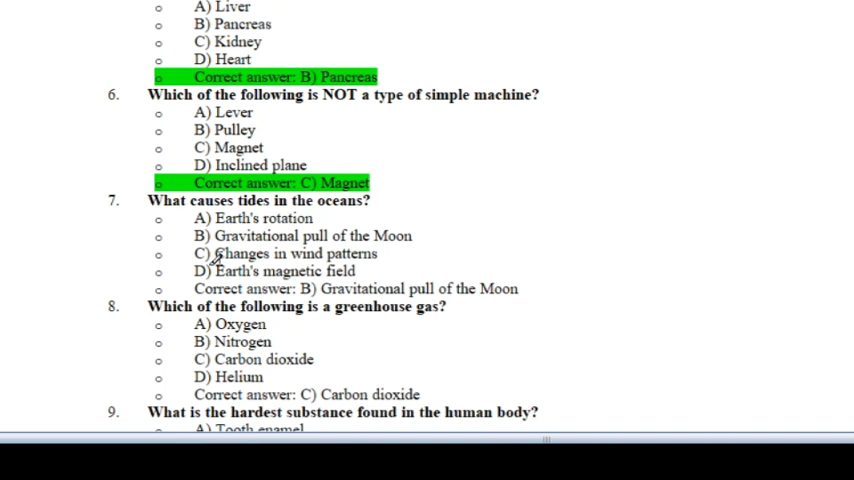 o A) Liver
o B) Pancreas
o C) Kidney
o D) Heart
o Correct answer: B) Pancreas
6. Which of the following is NOT a type of simple machine?
o A) Lever
o B) Pulley
o C) Magnet
o D) Inclined plane
o Correct answer: C) Magnet
7. What causes tides in the oceans?
o A) Earth's rotation
o B) Gravitational pull of the Moon
o C) Changes in wind patterns
o D) Earth's magnetic field
o Correct answer: B) Gravitational pull of the Moon
8. Which of the following is a greenhouse gas?
o A) Oxygen
o B) Nitrogen
o C) Carbon dioxide
o D) Helium
o Correct answer: C) Carbon dioxide
9. What is the hardest substance found in the human body?
o A) Tooth enamel